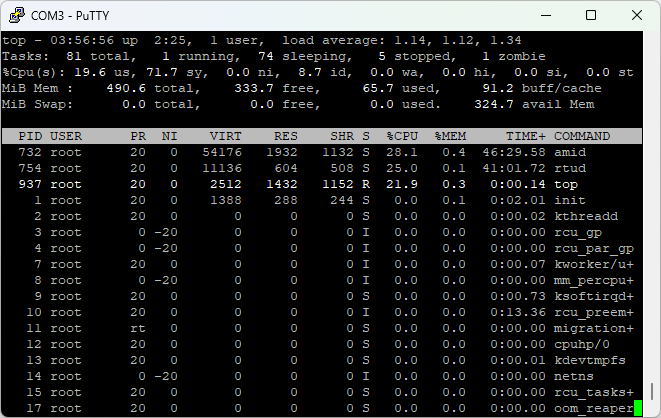 COM3 - PuTTY
top - 03:56:56 up  2:25,  1 user,  load average: 1.14, 1.12, 1.34
Tasks:  81 total,   1 running,  74 sleeping,   5 stopped,   1 zombie
%Cpu(s): 19.6 us, 71.7 sy,  0.0 ni,  8.7 id,  0.0 wa,  0.0 hi,  0.0 si,  0.0 st
MiB Mem :    490.6 total,    333.7 free,     65.7 used,     91.2 buff/cache
MiB Swap:      0.0 total,      0.0 free,      0.0 used.    324.7 avail Mem
PID USER      PR  NI    VIRT    RES    SHR S  %CPU  %MEM     TIME+ COMMAND
732 root      20   0   54176   1932   1132 S  28.1   0.4  46:29.58 amid
754 root      20   0   11136    604    508 S  25.0   0.1  41:01.72 rtud
937 root      20   0    2512   1432   1152 R  21.9   0.3   0:00.14 top
1 root      20   0    1388    288    244 S   0.0   0.1   0:02.01 init
2 root      20   0       0      0      0 S   0.0   0.0   0:00.02 kthreadd
3 root       0 -20       0      0      0 I   0.0   0.0   0:00.00 rcu_gp
4 root       0 -20       0      0      0 I   0.0   0.0   0:00.00 rcu_par_gp
7 root      20   0       0      0      0 I   0.0   0.0   0:00.07 kworker/u+
8 root       0 -20       0      0      0 I   0.0   0.0   0:00.00 mm_percpu+
9 root      20   0       0      0      0 S   0.0   0.0   0:00.73 ksoftirqd+
10 root      20   0       0      0      0 I   0.0   0.0   0:13.36 rcu_preem+
11 root      rt   0       0      0      0 S   0.0   0.0   0:00.00 migration+
12 root      20   0       0      0      0 S   0.0   0.0   0:00.00 cpuhp/0
13 root      20   0       0      0      0 S   0.0   0.0   0:00.01 kdevtmpfs
14 root       0 -20       0      0      0 I   0.0   0.0   0:00.00 netns
15 root      20   0       0      0      0 S   0.0   0.0   0:00.00 rcu_tasks+
17 root      20   0       0      0      0 S   0.0   0.0   0:00.00 oom_reaper